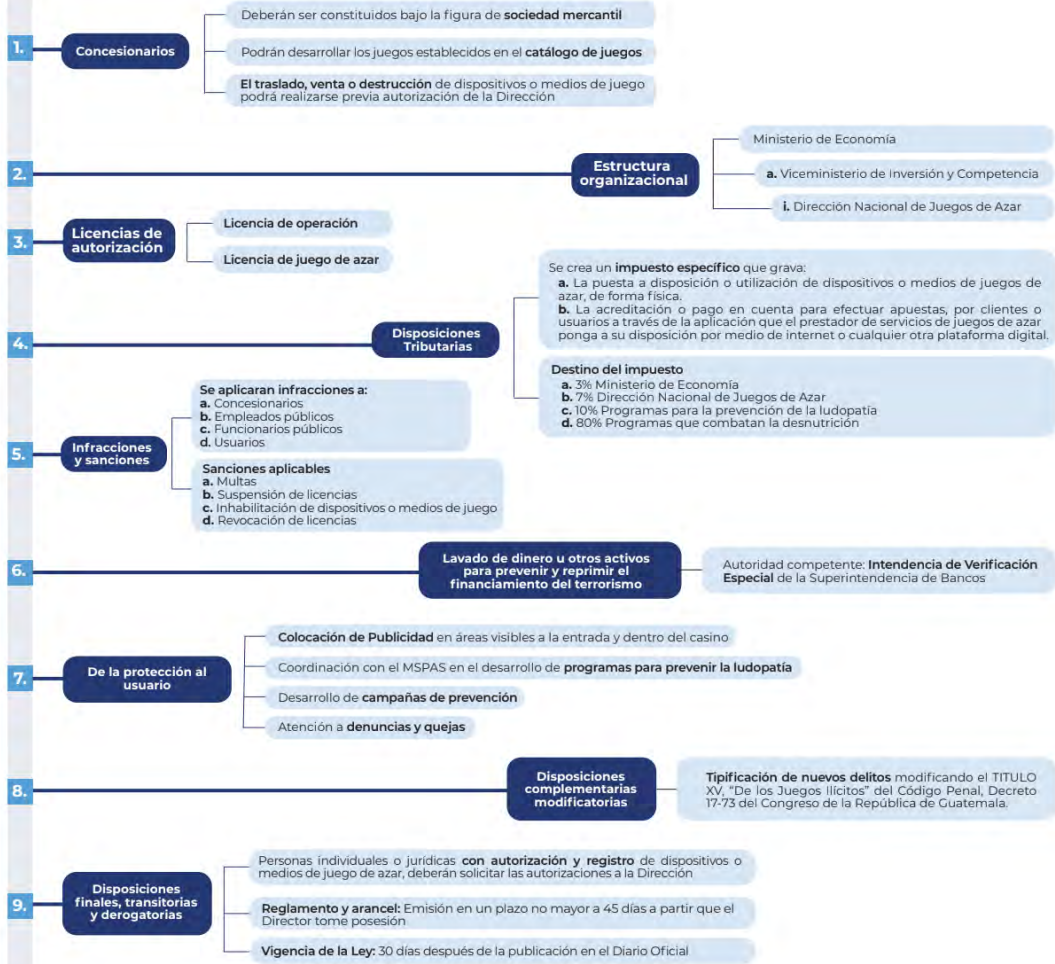 1.
Concesionarios
Deberán ser constituidos bajo la figura de sociedad mercantil
Podrán desarrollar los juegos establecidos en el catálogo de juegos
El traslado, venta o destrucción de dispositivos o medios de juego
podrá realizarse previa autorización de la Dirección
2.
Estructura
organizacional
Ministerio de Economía
a. Viceministerio de Inversión y Competencia
i. Dirección Nacional de Juegos de Azar
3.
Licencias de
autorización
Licencia de operación
Licencia de juego de azar
4.
Disposiciones
Tributarias
Se crea un impuesto específico que grava:
a. La puesta a disposición o utilización de dispositivos o medios de juegos de
azar, de forma física.
b. La acreditación o pago en cuenta para efectuar apuestas, por clientes o
usuarios a través de la aplicación que el prestador de servicios de juegos de azar
ponga a su disposición por medio de internet o cualquier otra plataforma digital.
Destino del impuesto
a. 3% Ministerio de Economía
b. 7% Dirección Nacional de Juegos de Azar
c. 10% Programas para la prevención de la ludopatía
d. 80% Programas que combatan la desnutrición
5.
Infracciones
y sanciones
Se aplicaran infracciones a:
a. Concesionarios
b. Empleados públicos
c. Funcionarios públicos
d. Usuarios
Sanciones aplicables
a. Multas
b. Suspensión de licencias
c. Inhabilitación de dispositivos o medios de juego
d. Revocación de licencias
6.
Lavado de dinero u otros activos
para prevenir y reprimir el
financiamiento del terrorismo
Autoridad competente: Intendencia de Verificación
Especial de la Superintendencia de Bancos
7.
De la protección al
usuario
Colocación de Publicidad en áreas visibles a la entrada y dentro del casino
Coordinación con el MSPAS en el desarrollo de programas para prevenir la ludopatía
Desarrollo de campañas de prevención
Atención a denuncias y quejas
8.
Disposiciones
complementarias
modificatorias
Tipificación de nuevos delitos modificando el TITULO
XV, "De los Juegos Ilícitos" del Código Penal, Decreto
17-73 del Congreso de la República de Guatemala.
9.
Disposiciones
finales, transitorias
y derogatorias
Personas individuales o jurídicas con autorización y registro de dispositivos o
medios de juego de azar, deberán solicitar las autorizaciones a la Dirección
Reglamento y arancel: Emisión en un plazo no mayor a 45 días a partir que el
Director tome posesión
Vigencia de la Ley: 30 días después de la publicación en el Diario Oficial